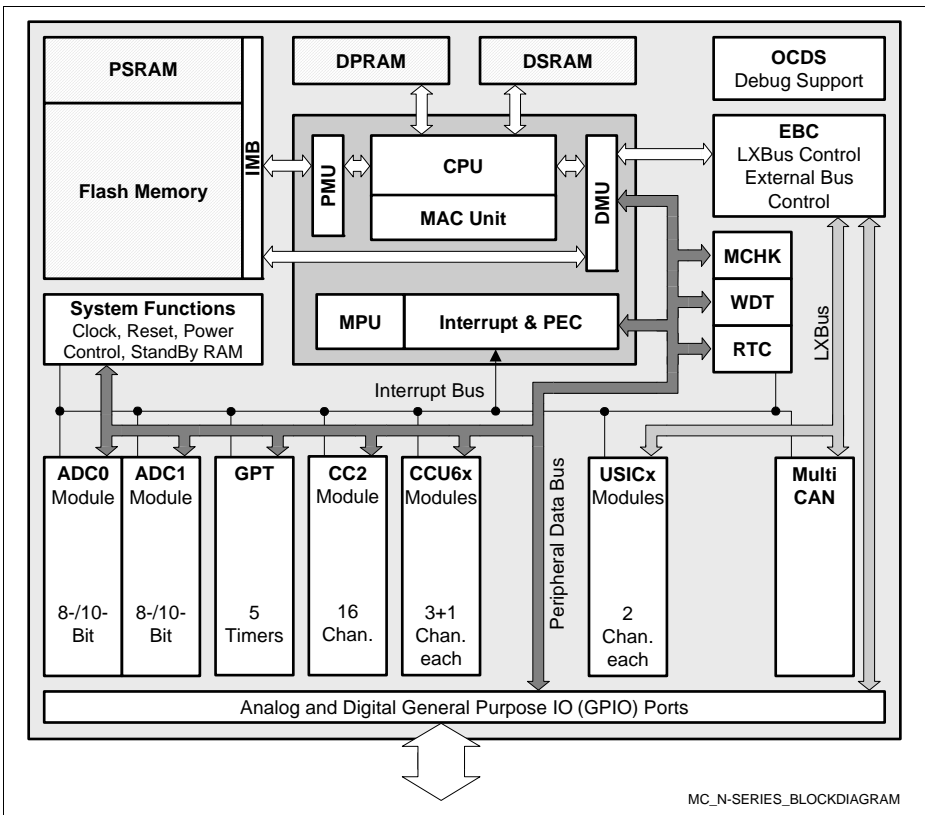 PSRAM
Flash Memory
IMB
DPRAM
DSRAM
OCDS
Debug Support
PMU
CPU
MAC Unit
DMU
EBC
LXBus Control
External Bus
Control
MPU
Interrupt & PEC
MCHK
WDT
RTC
LXBus
System Functions
Clock, Reset, Power
Control, StandBy RAM
Interrupt Bus
ADC0
Module
8-/10-
Bit
ADC1
Module
8-/10-
Bit
GPT
5
Timers
CC2
Module
16
Chan.
CCU6x
Modules
3+1
Chan.
each
Peripheral Data Bus
USICx
Modules
2
Chan.
each
Multi
CAN
Analog and Digital General Purpose IO (GPIO) Ports
MC_N-SERIES_BLOCKDIAGRAM